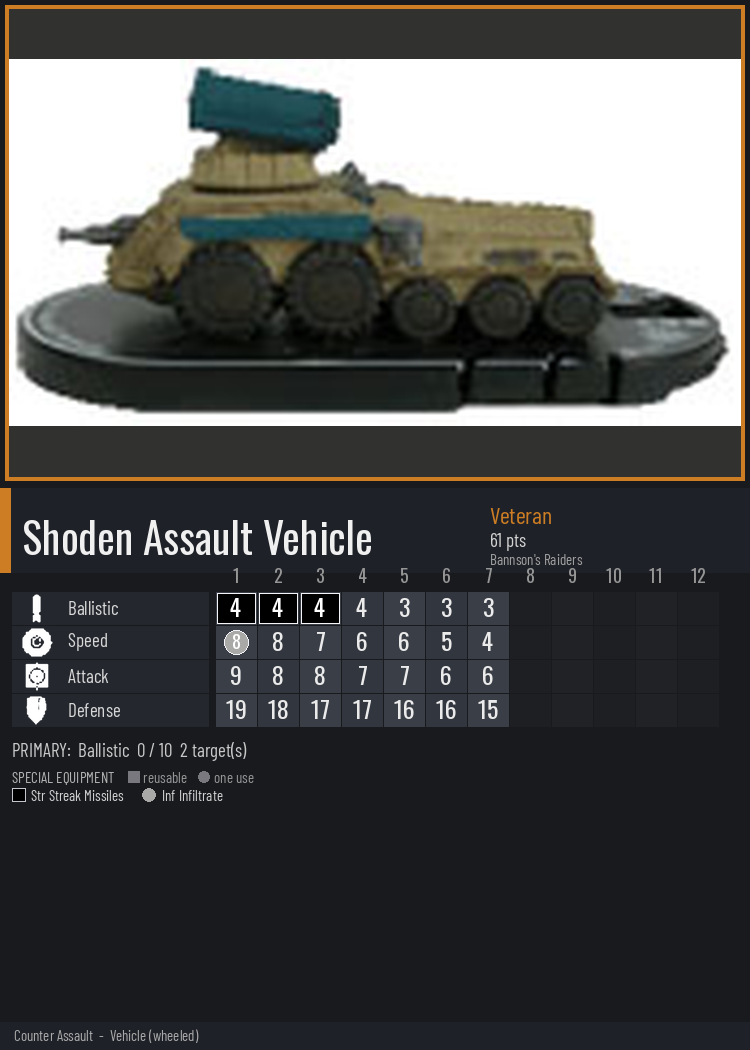 Shoden Assault Vehicle
Veteran
61 pts
Bannson's Raiders
1 2 3 4 5 6 7 8 9 10 11 12
Ballistic 4 4 4 4 3 3 3
Speed 8 8 7 6 6 5 4
Attack 9 8 8 7 7 6 6
Defense 19 18 17 17 16 16 15
PRIMARY: Ballistic 0 / 10 2 target(s)
SPECIAL EQUIPMENT reusable one use
Str Streak Missiles Inf Infiltrate
Counter Assault - Vehicle (wheeled)